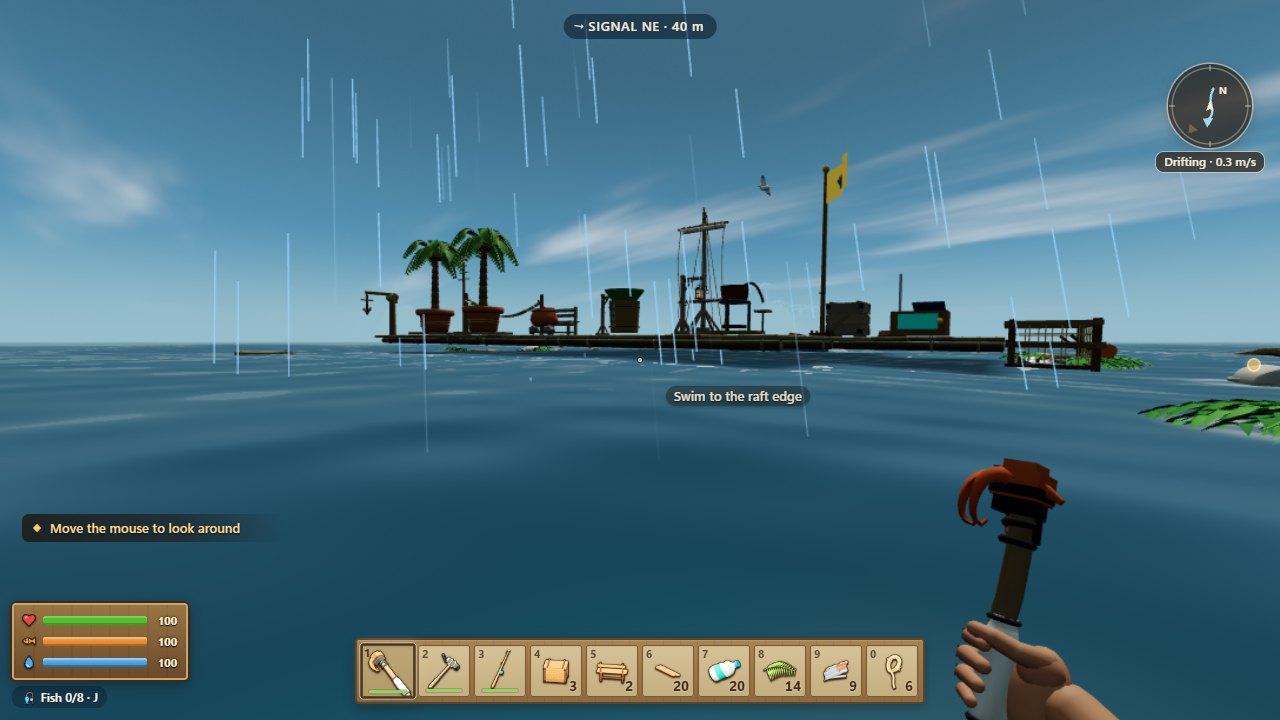 → SIGNAL NE · 40 m
N
Drifting · 0.3 m/s
Swim to the raft edge
◆ Move the mouse to look around
100
100
100
Fish 0/8 · J
1 2 3 4 5 6 7 8 9 0
3 2 20 20 14 9 6